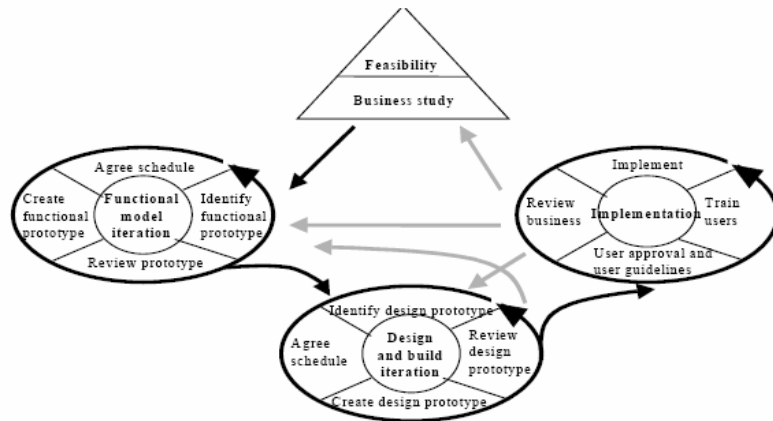 Feasibility
Business study
Agree schedule
Create
functional
prototype
Functional
model
iteration
Identify
functional
prototype
Review prototype
Implement
Review
business
Implementation
Train
users
User approval and
user guidelines
Identify design prototype
Agree
schedule
Design
and build
iteration
Review
design
prototype
Create design prototype